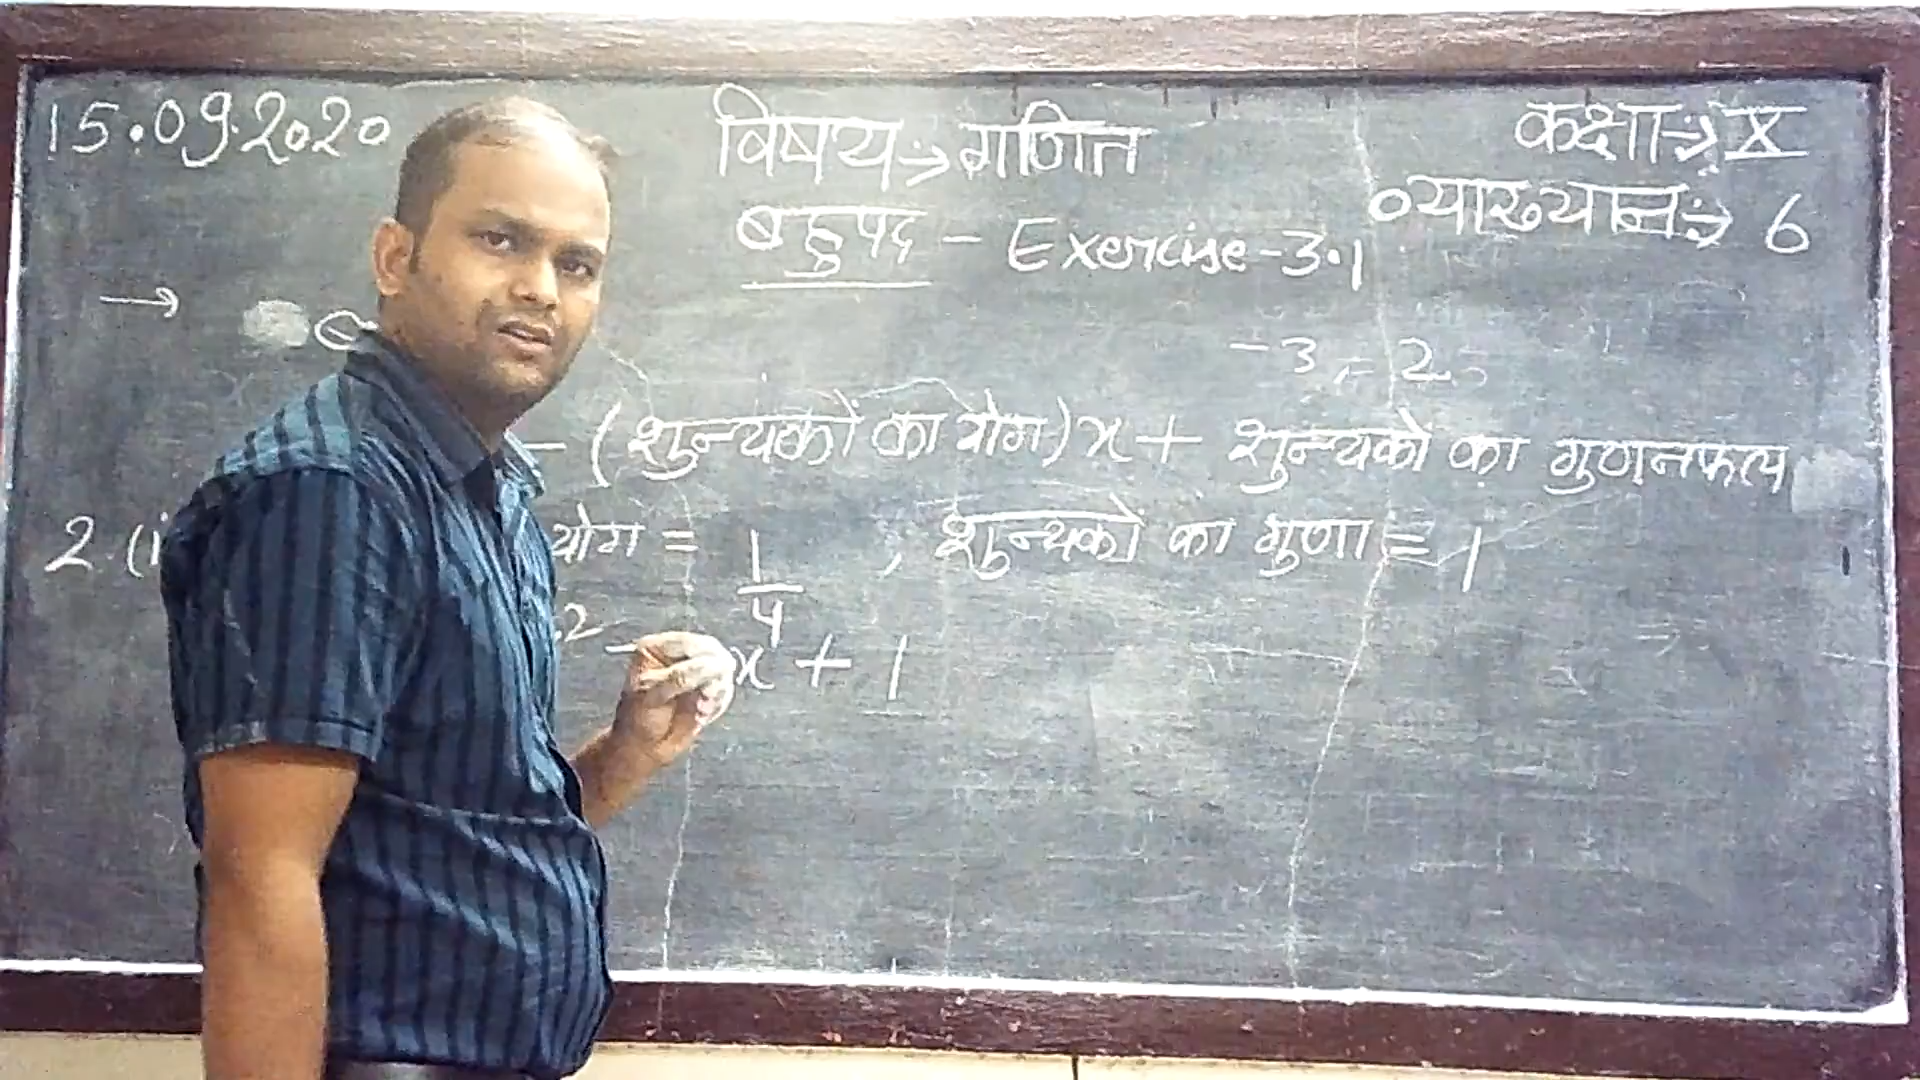 15.09.2020
विषय → गणित
कक्षा → X
व्याख्यान → 6
बहुपद - Exercise-3.1
→
-3, 2
- (शुन्यकों का योग)x + शुन्यको का गुणनफल
2. (i योग = 1/4 , शुन्यकों का गुणा = 1
2 - x + 1